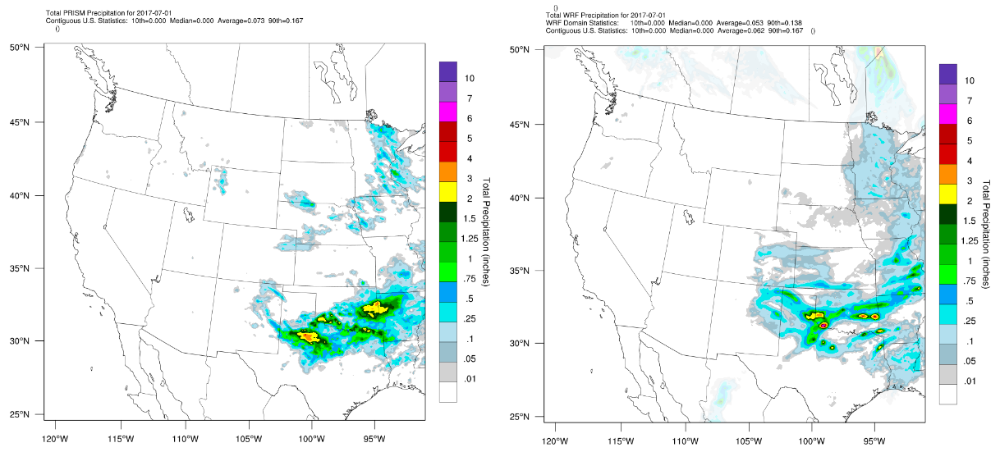 Total PRISM Precipitation for 2017-07-01
Contiguous U.S. Statistics: 10th=0.000 Median=0.000 Average=0.073 90th=0.167
()
50°N
45°N
40°N
35°N
30°N
25°N
120°W 115°W 110°W 105°W 100°W 95°W
10
7
6
5
4
3
2
1.5
1.25
1
.75
.5
.25
.1
.05
.01
Total Precipitation (inches)
()
Total WRF Precipitation for 2017-07-01
WRF Domain Statistics: 10th=0.000 Median=0.000 Average=0.053 90th=0.138
Contiguous U.S. Statistics: 10th=0.000 Median=0.000 Average=0.062 90th=0.167 ()
50°N
45°N
40°N
35°N
30°N
25°N
120°W 115°W 110°W 105°W 100°W 95°W
10
7
6
5
4
3
2
1.5
1.25
1
.75
.5
.25
.1
.05
.01
Total Precipitation (inches)